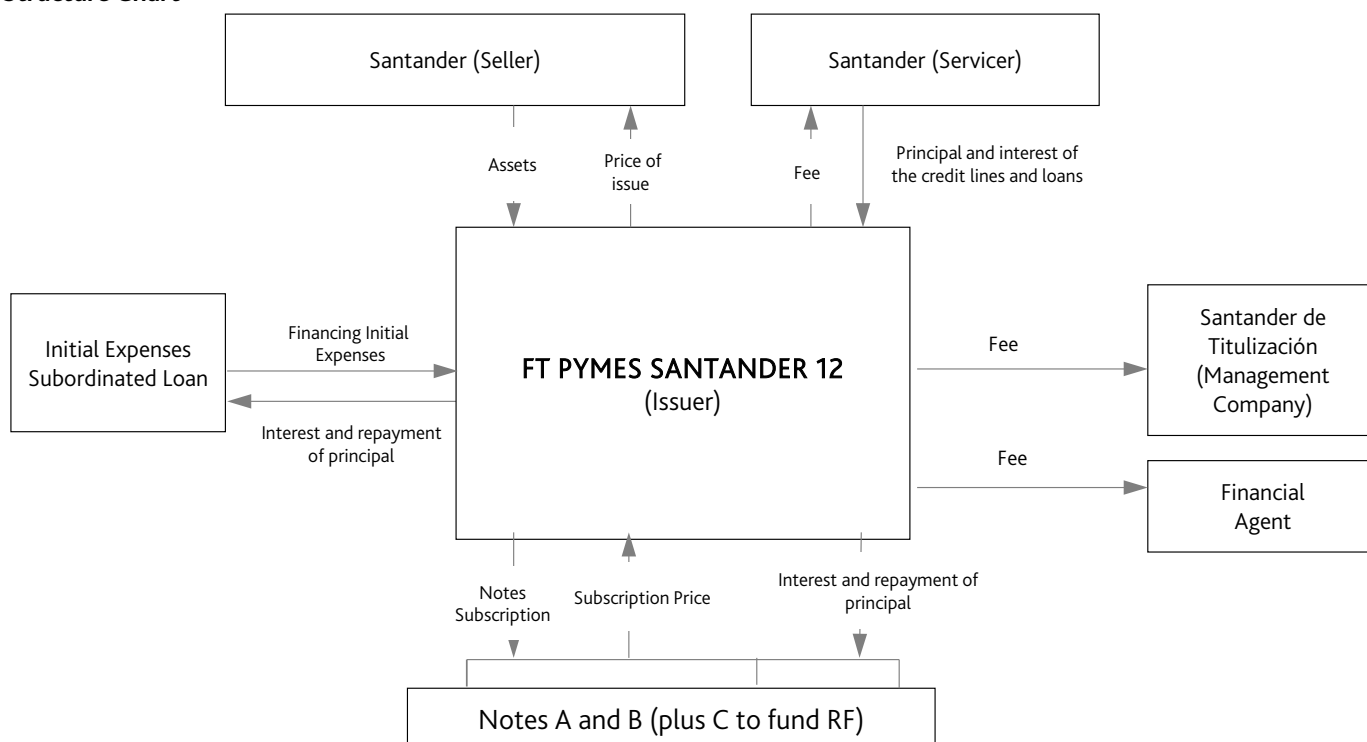 Structure Chart
Santander (Seller)
Santander (Servicer)
Assets
Price of
issue
Fee
Principal and interest of
the credit lines and loans
Initial Expenses
Subordinated Loan
Financing Initial
Expenses
Interest and repayment
of principal
FT PYMES SANTANDER 12
(Issuer)
Fee
Santander de
Titulización
(Management
Company)
Fee
Financial
Agent
Notes
Subscription
Subscription Price
Interest and repayment of
principal
Notes A and B (plus C to fund RF)